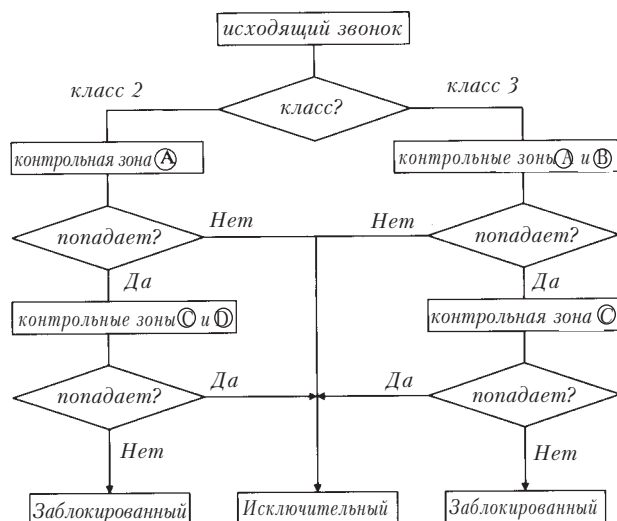 исходящий звонок
класс 2
класс 3
класс?
контрольная зона Ⓐ
контрольные зоны Ⓐ и Ⓑ
Нет
Нет
попадает?
попадает?
Да
Да
контрольные зоны Ⓒ и Ⓓ
контрольная зона Ⓒ
Да
Да
попадает?
попадает?
Нет
Нет
Заблокированный
Исключительный
Заблокированный